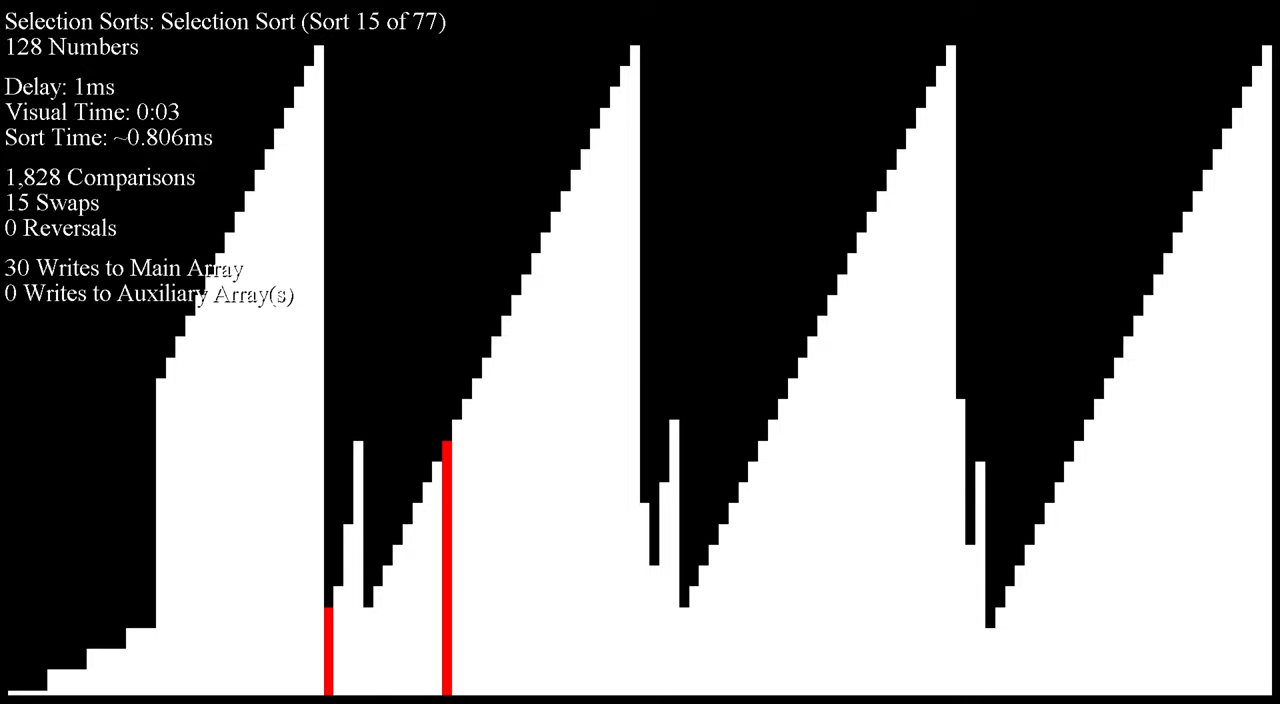 Selection Sorts: Selection Sort (Sort 15 of 77)
128 Numbers
Delay: 1ms
Visual Time: 0:03
Sort Time: ~0.806ms
1,828 Comparisons
15 Swaps
0 Reversals
30 Writes to Main Array
0 Writes to Auxiliary Array(s)